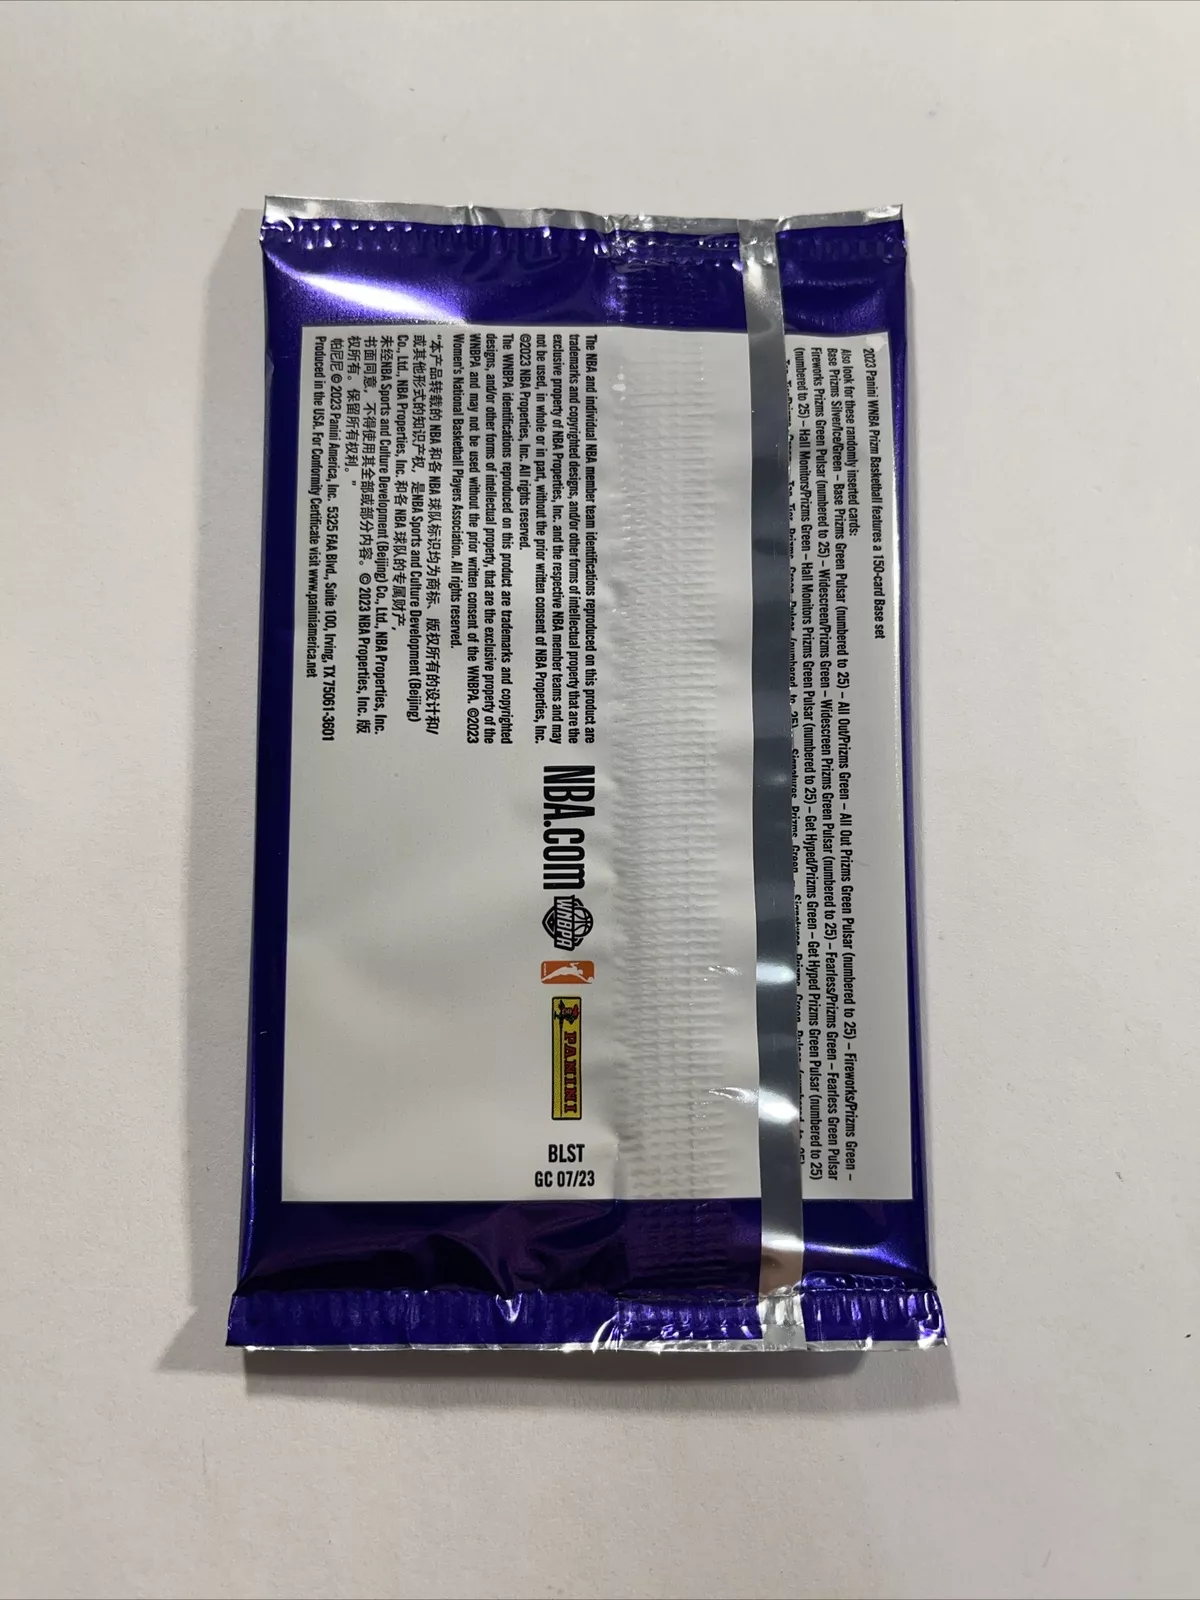 2023 Panini WNBA Prizm Basketball features a 150-card Base set
Also look for these randomly inserted cards:
Base Prizms Silver/Ice/Green – Base Prizms Green Pulsar (numbered to 25) – All Out/Prizms Green – All Out Prizms Green Pulsar (numbered to 25) – Fireworks/Prizms Green –
Fireworks Prizms Green Pulsar (numbered to 25) – Widescreen/Prizms Green – Widescreen Prizms Green Pulsar (numbered to 25) – Fearless/Prizms Green – Fearless Green Pulsar
(numbered to 25) – Hall Monitors/Prizms Green – Hall Monitors Prizms Green Pulsar (numbered to 25) – Get Hyped/Prizms Green – Get Hyped Prizms Green Pulsar (numbered to 25)
The NBA and individual NBA member team identifications reproduced on this product are
trademarks and copyrighted designs, and/or other forms of intellectual property that are the
exclusive property of NBA Properties, Inc. and the respective NBA member teams and may
not be used, in whole or in part, without the prior written consent of NBA Properties, Inc.
©2023 NBA Properties, Inc. All rights reserved.
The WNBPA identifications reproduced on this product are trademarks and copyrighted
designs, and/or other forms of intellectual property, that are the exclusive property of the
WNBPA and may not be used without the prior written consent of the WNBPA. ©2023
Women's National Basketball Players Association. All rights reserved.
"本产品转载的 NBA 和各 NBA 球队标识均为商标、版权所有的设计和/
或其他形式的知识产权，是NBA Sports and Culture Development (Beijing)
Co., Ltd., NBA Properties, Inc. 和各 NBA 球队的专属财产，
未经NBA Sports and Culture Development (Beijing) Co., Ltd., NBA Properties, Inc.
书面同意，不得使用其全部或部分内容。© 2023 NBA Properties, Inc. 版
权所有。保留所有权利。"
帕尼尼 © 2023 Panini America, Inc. 5325 FAA Blvd., Suite 100, Irving, TX 75061-3601
Produced in the USA. For Conformity Certificate visit www.paniniamerica.net
NBA.com
WNBPA
PANINI
BLST
GC 07/23